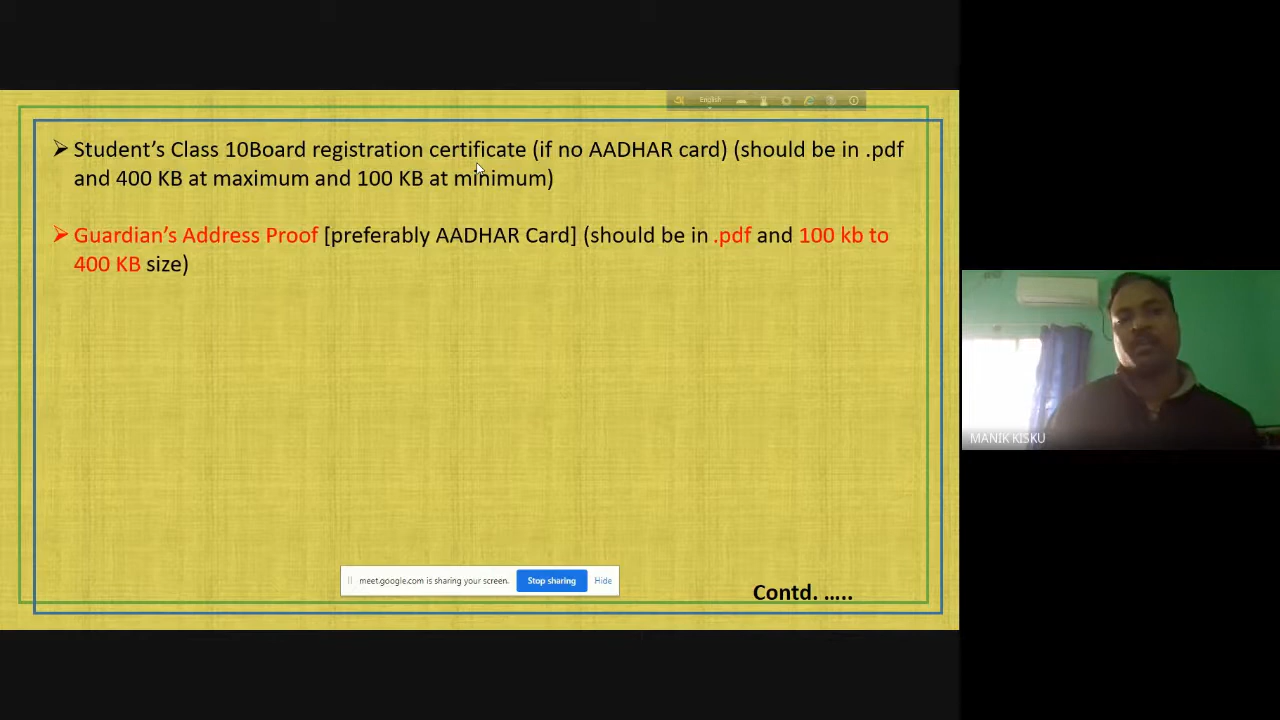 English
➢ Student’s Class 10Board registration certificate (if no AADHAR card) (should be in .pdf
and 400 KB at maximum and 100 KB at minimum)
➢ Guardian’s Address Proof [preferably AADHAR Card] (should be in .pdf and 100 kb to
400 KB size)
MANIK KISKU
meet.google.com is sharing your screen.
Stop sharing
Hide
Contd. .....